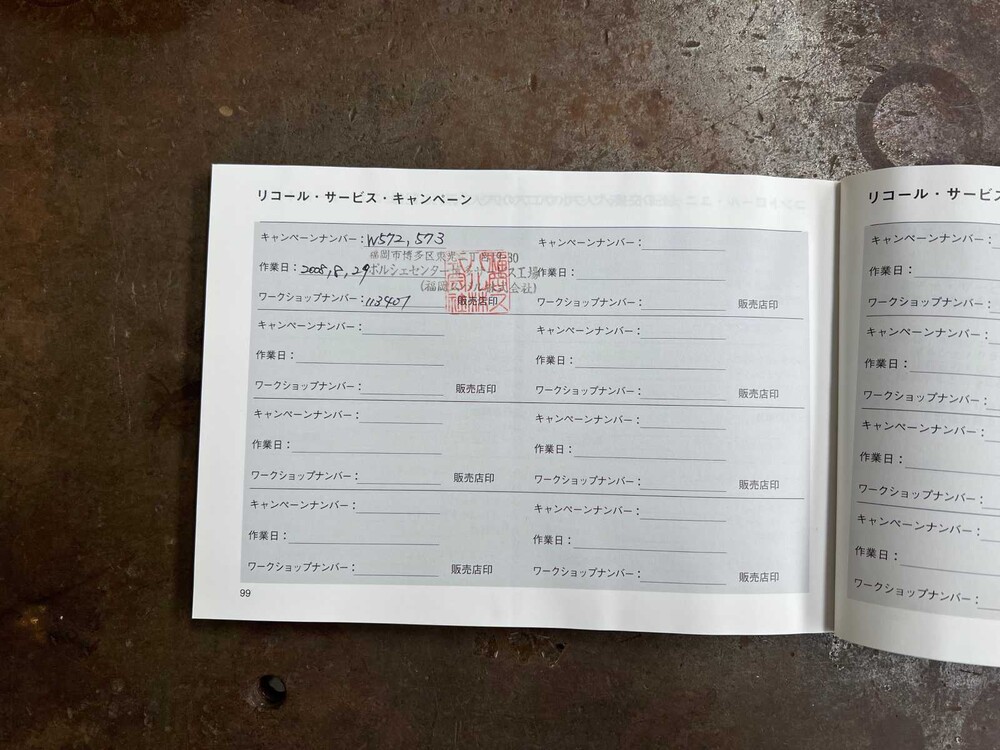 リコール・サービス・キャンペーン
キャンペーンナンバー：W572, 573
福岡市博多区東光二丁目
作業日：2008, 8, 29
ポルシェセンター
ワークショップナンバー：113407
販売店印
キャンペーンナンバー：
作業日：
ワークショップナンバー：
販売店印
キャンペーンナンバー：
作業日：
ワークショップナンバー：
販売店印
キャンペーンナンバー：
作業日：
ワークショップナンバー：
販売店印
99
キャンペーンナンバー：
作業日：
ワークショップナンバー：
販売店印
キャンペーンナンバー：
作業日：
ワークショップナンバー：
販売店印
キャンペーンナンバー：
作業日：
ワークショップナンバー：
販売店印
キャンペーンナンバー：
作業日：
ワークショップナンバー：
販売店印
リコール・サービス
キャンペーンナンバー：
作業日：
ワークショップナンバー：
キャンペーンナンバー：
作業日：
ワークショップナンバー：
キャンペーンナンバー：
作業日：
ワークショップナンバー：
キャンペーンナンバー：
作業日：
ワークショップナンバー：